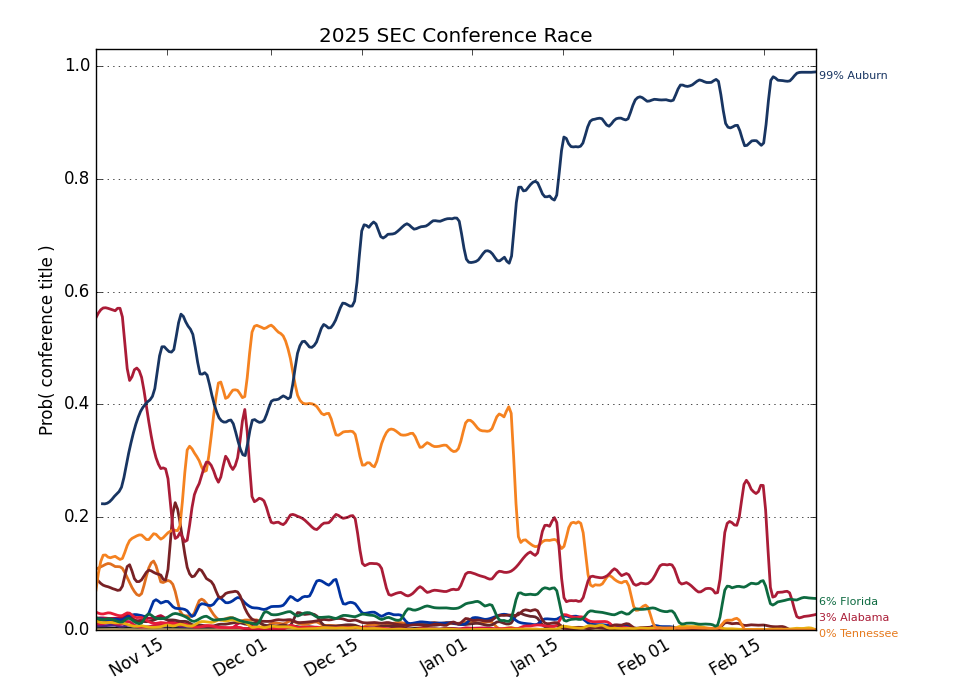 2025 SEC Conference Race
Prob( conference title )
1.0
0.8
0.6
0.4
0.2
0.0
Nov 15
Dec 01
Dec 15
Jan 01
Jan 15
Feb 01
Feb 15
99% Auburn
6% Florida
3% Alabama
0% Tennessee